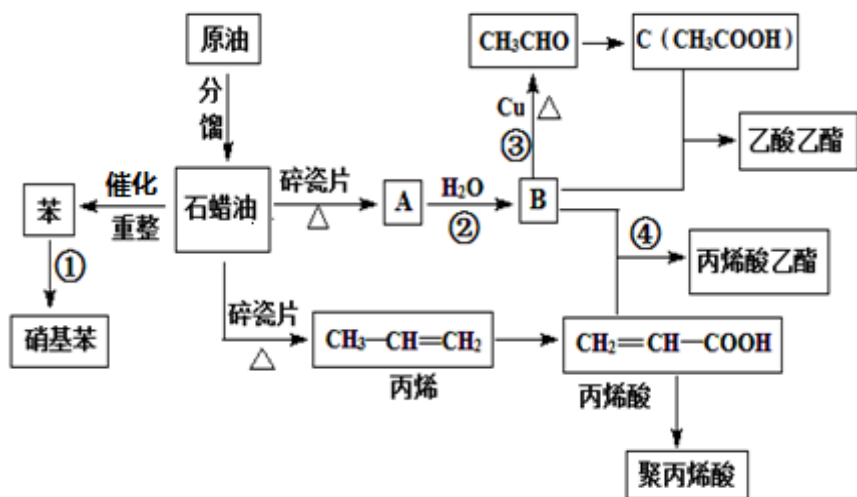 原油
分
馏
CH₃CHO
C（CH₃COOH）
Cu △
③
乙酸乙酯
苯
催化
重整
石蜡油
碎瓷片
△
A
H₂O
②
B
①
④
丙烯酸乙酯
硝基苯
碎瓷片
△
CH₃—CH=CH₂
丙烯
CH₂=CH—COOH
丙烯酸
聚丙烯酸